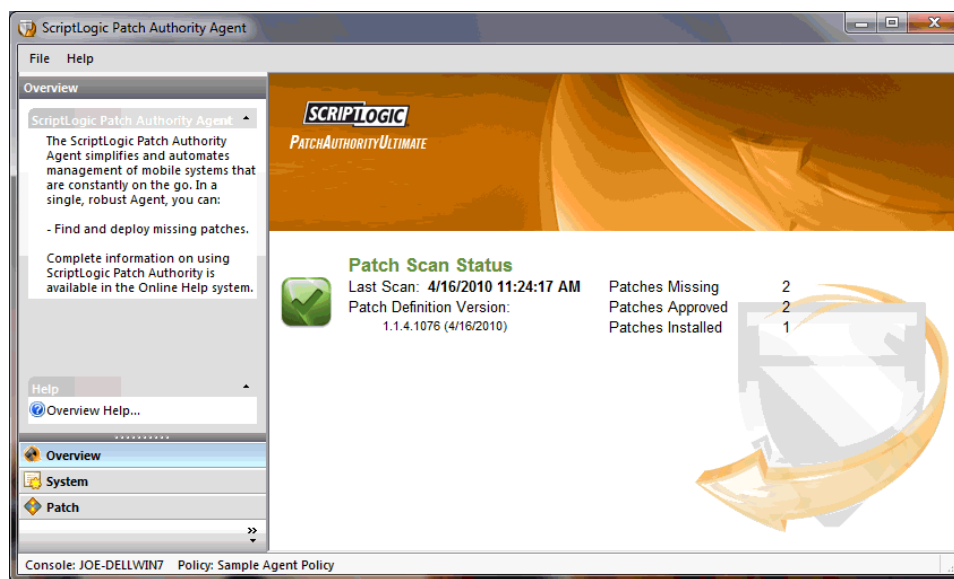 ScriptLogic Patch Authority Agent
File Help
Overview
ScriptLogic Patch Authority Agent
The ScriptLogic Patch Authority
Agent simplifies and automates
management of mobile systems that
are constantly on the go. In a
single, robust Agent, you can:
- Find and deploy missing patches.
Complete information on using
ScriptLogic Patch Authority is
available in the Online Help system.
Help
Overview Help...
Overview
System
Patch
SCRIPTLOGIC
PATCHAUTHORITYULTIMATE
Patch Scan Status
Last Scan: 4/16/2010 11:24:17 AM
Patch Definition Version:
1.1.4.1076 (4/16/2010)
Patches Missing 2
Patches Approved 2
Patches Installed 1
Console: JOE-DELLWIN7 Policy: Sample Agent Policy